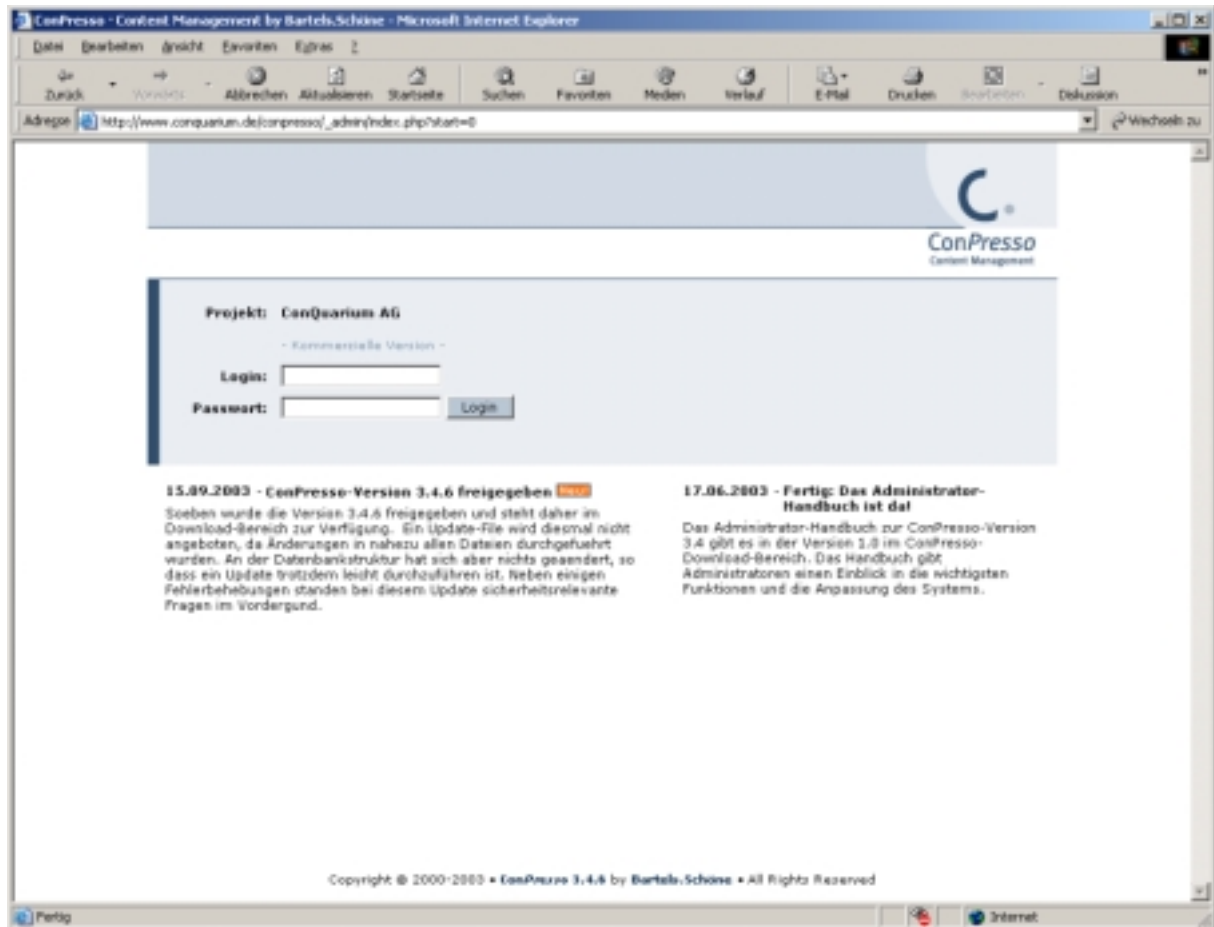 ConPresso - Content Management by Bartels.Schöne - Microsoft Internet Explorer
Datei Bearbeiten Ansicht Favoriten Extras ?
Zurück Vorwärts Abbrechen Aktualisieren Startseite Suchen Favoriten Medien Verlauf E-Mail Drucken Bearbeiten Diskussion
Adresse http://www.conquarium.de/conpresso/_admin/index.php?start=0 Wechseln zu
C.
ConPresso
Content Management
Projekt: ConQuarium AG
- Kommerzielle Version -
Login:
Passwort: Login
15.09.2003 - ConPresso-Version 3.4.6 freigegeben Neu!
Soeben wurde die Version 3.4.6 freigegeben und steht daher im
Download-Bereich zur Verfügung. Ein Update-File wird diesmal nicht
angeboten, da Änderungen in nahezu allen Dateien durchgefuehrt
wurden. An der Datenbankstruktur hat sich aber nichts geaendert, so
dass ein Update trotzdem leicht durchzuführen ist. Neben einigen
Fehlerbehebungen standen bei diesem Update sicherheitsrelevante
Fragen im Vordergund.
17.06.2003 - Fertig: Das Administrator-
Handbuch ist da!
Das Administrator-Handbuch zur ConPresso-Version
3.4 gibt es in der Version 1.0 im ConPresso-
Download-Bereich. Das Handbuch gibt
Administratoren einen Einblick in die wichtigsten
Funktionen und die Anpassung des Systems.
Copyright © 2000-2003 • ConPresso 3.4.6 by Bartels.Schöne • All Rights Reserved
Fertig Internet